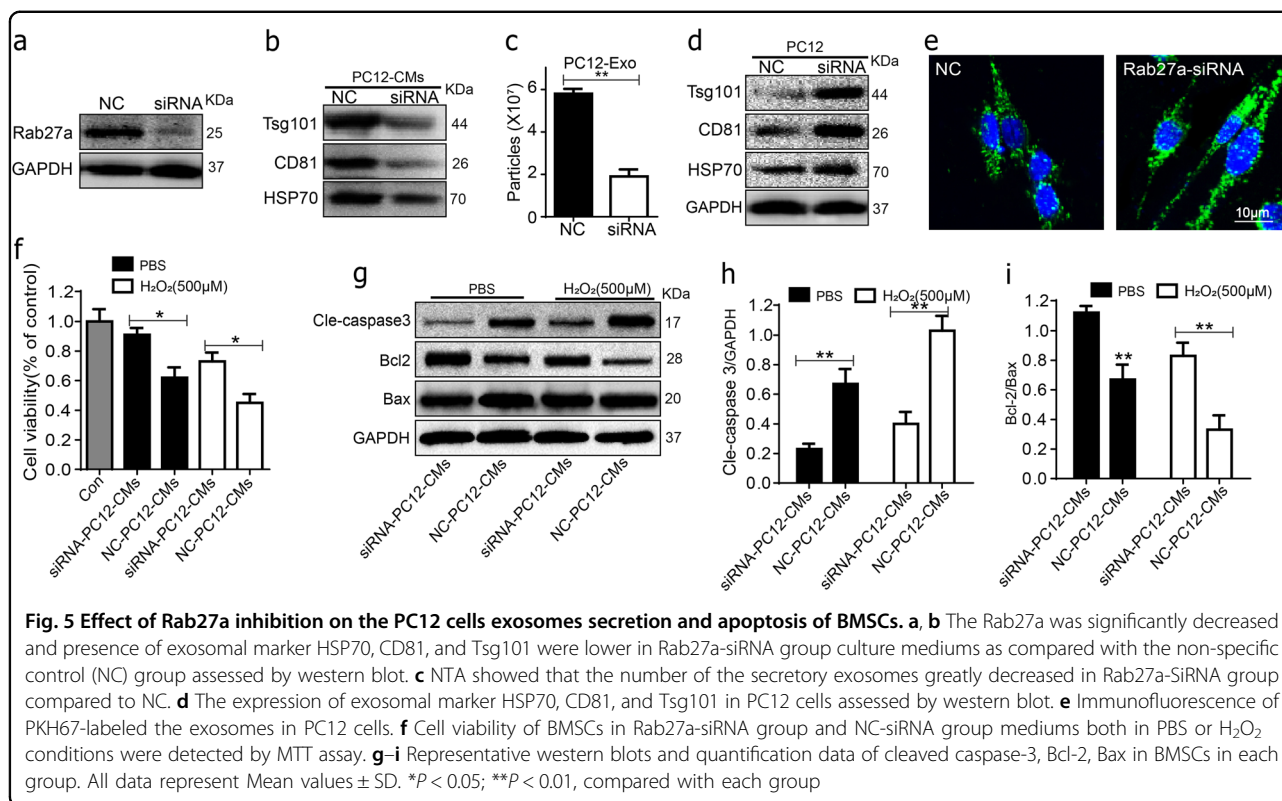 a
NC siRNA KDa
Rab27a 25
GAPDH 37
b
PC12-CMs
NC siRNA
Tsg101 44
CD81 26
HSP70 70
c
PC12-Exo
**
Particles (X10⁷)
6
4
2
0
NC siRNA
d
PC12
NC siRNA KDa
Tsg101 44
CD81 26
HSP70 70
GAPDH 37
e
NC
Rab27a-siRNA
10μm
f
PBS
H₂O₂(500μM)
Cell viability(% of control)
1.2
1.0
0.8
0.6
0.4
0.2
0.0
* *
Con
siRNA-PC12-CMs
NC-PC12-CMs
siRNA-PC12-CMs
NC-PC12-CMs
g
PBS H₂O₂(500μM) KDa
Cle-caspase3 17
Bcl2 28
Bax 20
GAPDH 37
siRNA-PC12-CMs
NC-PC12-CMs
siRNA-PC12-CMs
NC-PC12-CMs
h
PBS H₂O₂(500μM)
Cle-caspase 3/GAPDH
1.2
1.0
0.8
0.6
0.4
0.2
0.0
** **
siRNA-PC12-CMs
NC-PC12-CMs
siRNA-PC12-CMs
NC-PC12-CMs
i
PBS H₂O₂(500μM)
Bcl-2/Bax
1.2
1.0
0.8
0.6
0.4
0.2
0.0
** **
siRNA-PC12-CMs
NC-PC12-CMs
siRNA-PC12-CMs
NC-PC12-CMs
Fig. 5 Effect of Rab27a inhibition on the PC12 cells exosomes secretion and apoptosis of BMSCs. a, b The Rab27a was significantly decreased
and presence of exosomal marker HSP70, CD81, and Tsg101 were lower in Rab27a-siRNA group culture mediums as compared with the non-specific
control (NC) group assessed by western blot. c NTA showed that the number of the secretory exosomes greatly decreased in Rab27a-SiRNA group
compared to NC. d The expression of exosomal marker HSP70, CD81, and Tsg101 in PC12 cells assessed by western blot. e Immunofluorescence of
PKH67-labeled the exosomes in PC12 cells. f Cell viability of BMSCs in Rab27a-siRNA group and NC-siRNA group mediums both in PBS or H₂O₂
conditions were detected by MTT assay. g–i Representative western blots and quantification data of cleaved caspase-3, Bcl-2, Bax in BMSCs in each
group. All data represent Mean values ± SD. *P < 0.05; **P < 0.01, compared with each group